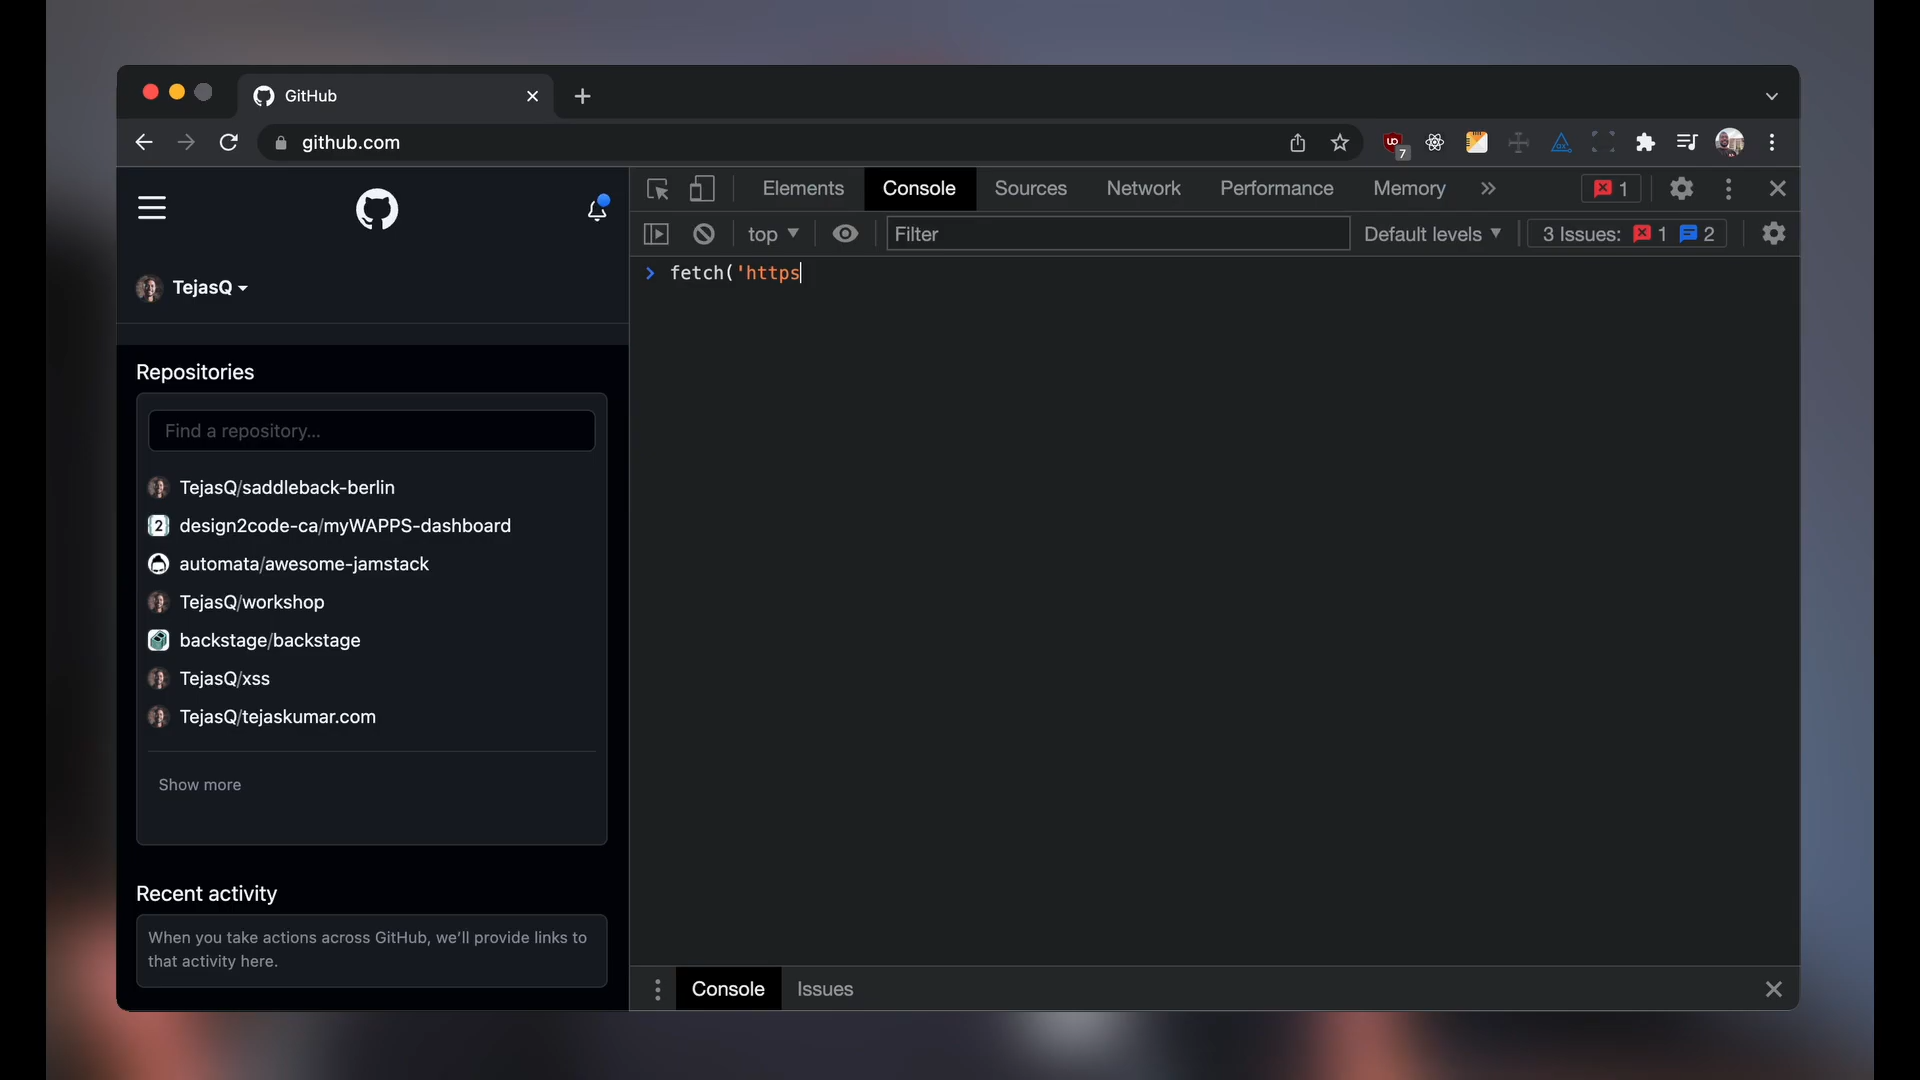 GitHub
github.com
7
TejasQ
Repositories
Find a repository...
TejasQ/saddleback-berlin
2 design2code-ca/myWAPPS-dashboard
automata/awesome-jamstack
TejasQ/workshop
backstage/backstage
TejasQ/xss
TejasQ/tejaskumar.com
Show more
Recent activity
When you take actions across GitHub, we'll provide links to
that activity here.
Elements Console Sources Network Performance Memory » 1
top Filter Default levels 3 Issues: 1 2
> fetch('https
Console Issues